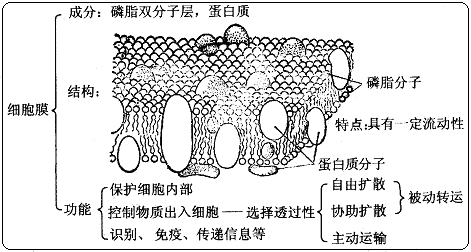 成分：磷脂双分子层，蛋白质
细胞膜
结构：
磷脂分子
特点：具有一定流动性
蛋白质分子
功能
保护细胞内部
控制物质出入细胞——选择透过性
自由扩散
协助扩散
被动转运
识别、免疫、传递信息等
主动运输